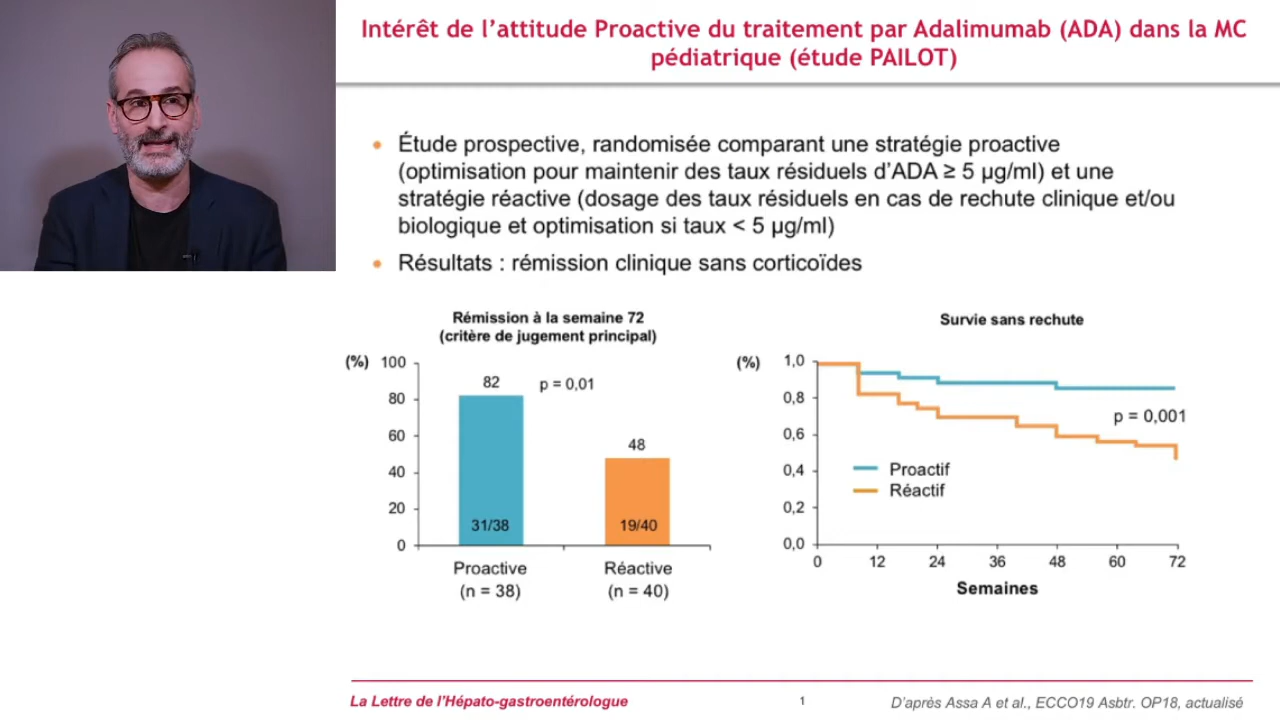 Intérêt de l'attitude Proactive du traitement par Adalimumab (ADA) dans la MC
pédiatrique (étude PAILOT)
• Étude prospective, randomisée comparant une stratégie proactive
(optimisation pour maintenir des taux résiduels d'ADA ≥ 5 µg/ml) et une
stratégie réactive (dosage des taux résiduels en cas de rechute clinique et/ou
biologique et optimisation si taux < 5 µg/ml)
• Résultats : rémission clinique sans corticoïdes
Rémission à la semaine 72
(critère de jugement principal)
(%)
100
80
60
40
20
0
82
p = 0,01
48
31/38
19/40
Proactive
(n = 38)
Réactive
(n = 40)
Survie sans rechute
(%)
1,0
0,8
0,6
0,4
0,2
0,0
p = 0,001
Proactif
Réactif
0 12 24 36 48 60 72
Semaines
La Lettre de l'Hépato-gastroentérologue
1
D'après Assa A et al., ECCO19 Asbtr. OP18, actualisé